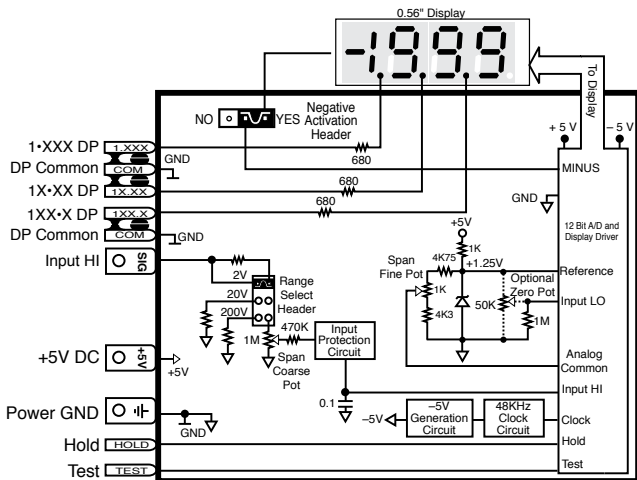 0.56" Display
-1999.
To Display
NO
YES
Negative
Activation
Header
+ 5 V
– 5 V
1•XXX DP
1.XXX
GND
680
DP Common
COM
MINUS
1X•XX DP
1X.XX
680
GND
1XX•X DP
1XX.X
680
12 Bit A/D and
Display Driver
DP Common
COM
GND
+5V
1K
Input HI
SIG
4K75
+1.25V
Reference
Span
Fine Pot
1K
Optional
Zero Pot
2V
Range
Select
Header
20V
200V
50K
Input LO
4K3
1M
1M
470K
Input
Protection
Circuit
Span
Coarse
Pot
+5V DC
+5V
+5V
Analog
Common
Input HI
0.1
Power GND
GND
–5V
–5V
Generation
Circuit
48KHz
Clock
Circuit
Clock
Hold
HOLD
Hold
Test
TEST
Test